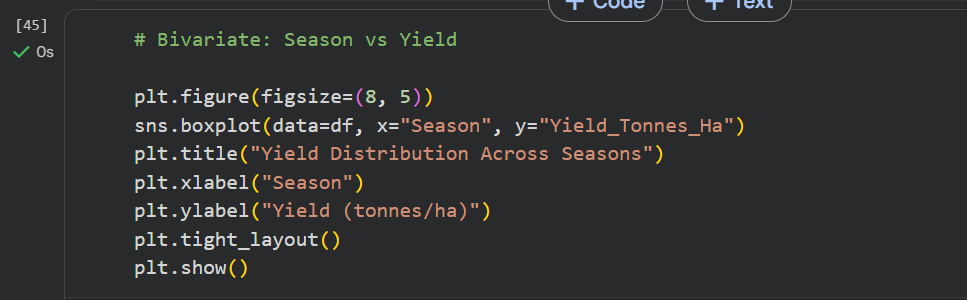 + Code + Text
[45]
0s
# Bivariate: Season vs Yield
plt.figure(figsize=(8, 5))
sns.boxplot(data=df, x="Season", y="Yield_Tonnes_Ha")
plt.title("Yield Distribution Across Seasons")
plt.xlabel("Season")
plt.ylabel("Yield (tonnes/ha)")
plt.tight_layout()
plt.show()